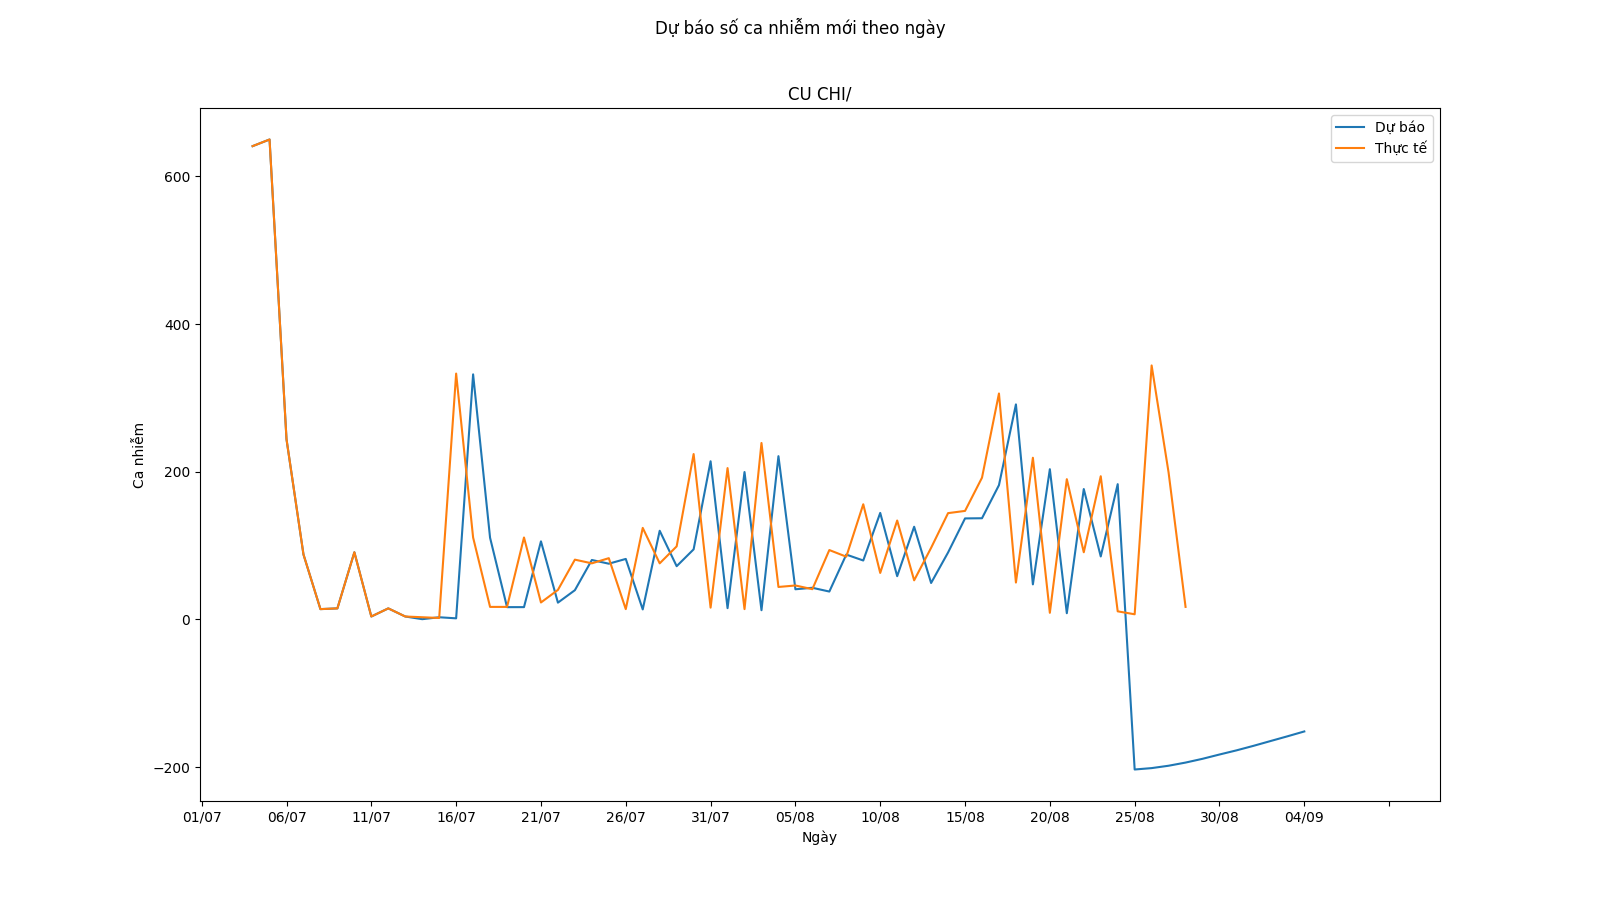 Dự báo số ca nhiễm mới theo ngày
CU CHI/
Dự báo
Thực tế
600
400
200
0
−200
Ca nhiễm
01/07 06/07 11/07 16/07 21/07 26/07 31/07 05/08 10/08 15/08 20/08 25/08 30/08 04/09
Ngày